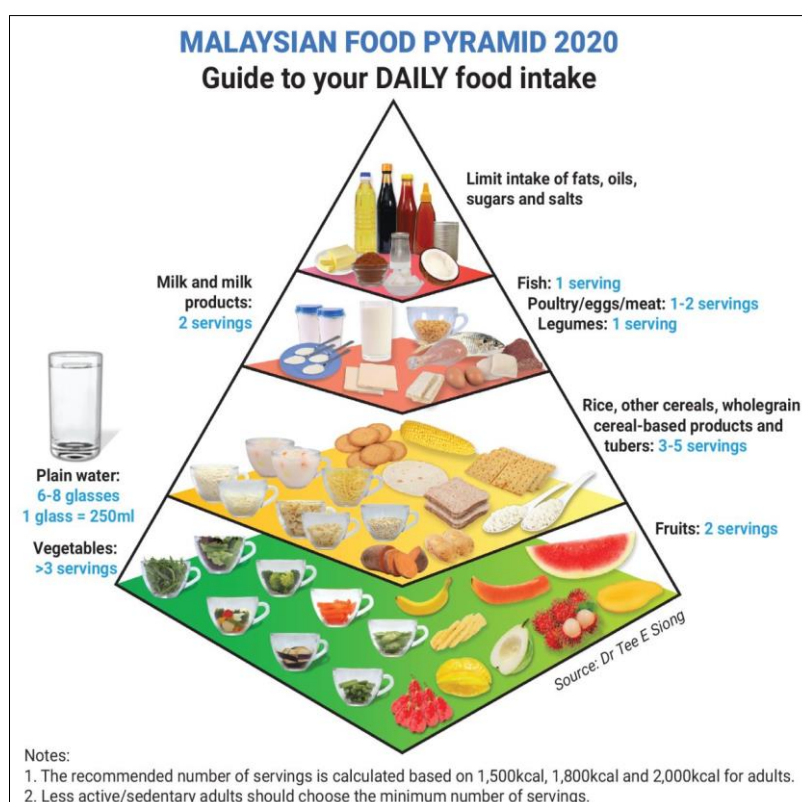 MALAYSIAN FOOD PYRAMID 2020
Guide to your DAILY food intake
Limit intake of fats, oils,
sugars and salts
Milk and milk
products:
2 servings
Fish: 1 serving
Poultry/eggs/meat: 1-2 servings
Legumes: 1 serving
Rice, other cereals, wholegrain
cereal-based products and
tubers: 3-5 servings
Plain water:
6-8 glasses
1 glass = 250ml
Vegetables:
>3 servings
Fruits: 2 servings
Source: Dr Tee E Siong
Notes:
1. The recommended number of servings is calculated based on 1,500kcal, 1,800kcal and 2,000kcal for adults.
2. Less active/sedentary adults should choose the minimum number of servings.